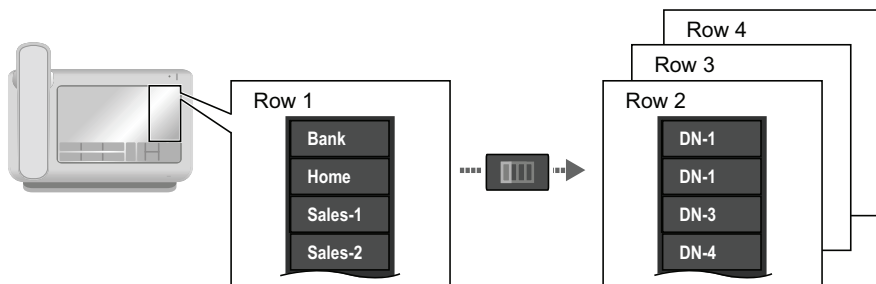 Row 1
Bank
Home
Sales-1
Sales-2
Row 4
Row 3
Row 2
DN-1
DN-1
DN-3
DN-4